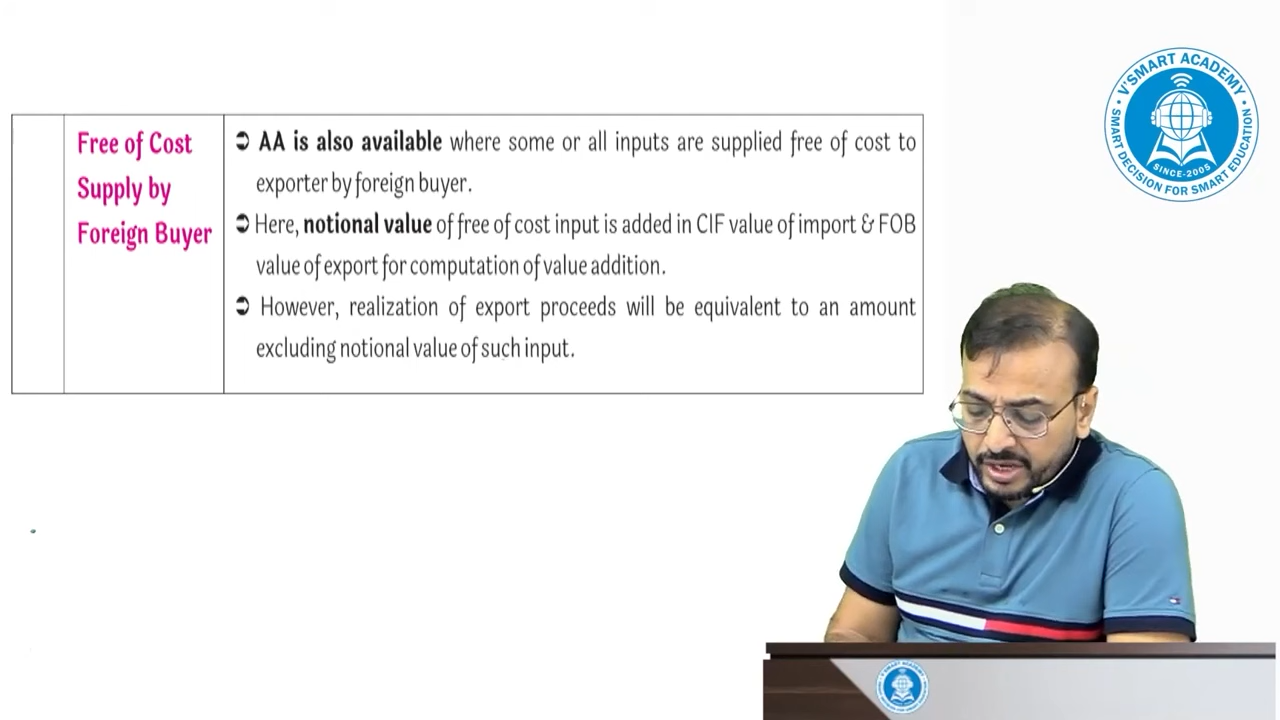 Free of Cost
Supply by
Foreign Buyer
➲ AA is also available where some or all inputs are supplied free of cost to
exporter by foreign buyer.
➲ Here, notional value of free of cost input is added in CIF value of import & FOB
value of export for computation of value addition.
➲ However, realization of export proceeds will be equivalent to an amount
excluding notional value of such input.
V'SMART ACADEMY
SMART DECISION FOR SMART EDUCATION
SINCE-2005